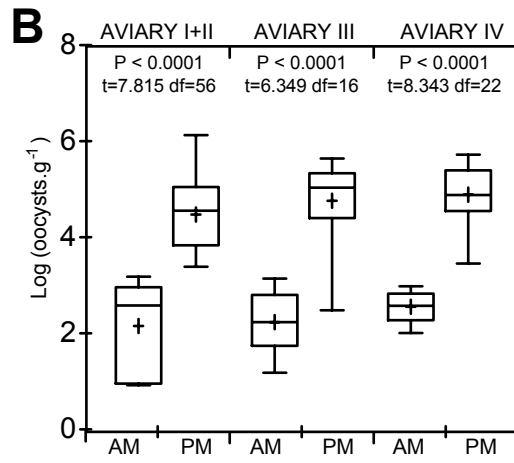 B
AVIARY I+II AVIARY III AVIARY IV
P < 0.0001 P < 0.0001 P < 0.0001
t=7.815 df=56 t=6.349 df=16 t=8.343 df=22
Log (oocysts.g⁻¹)
8
6
4
2
0
AM PM AM PM AM PM